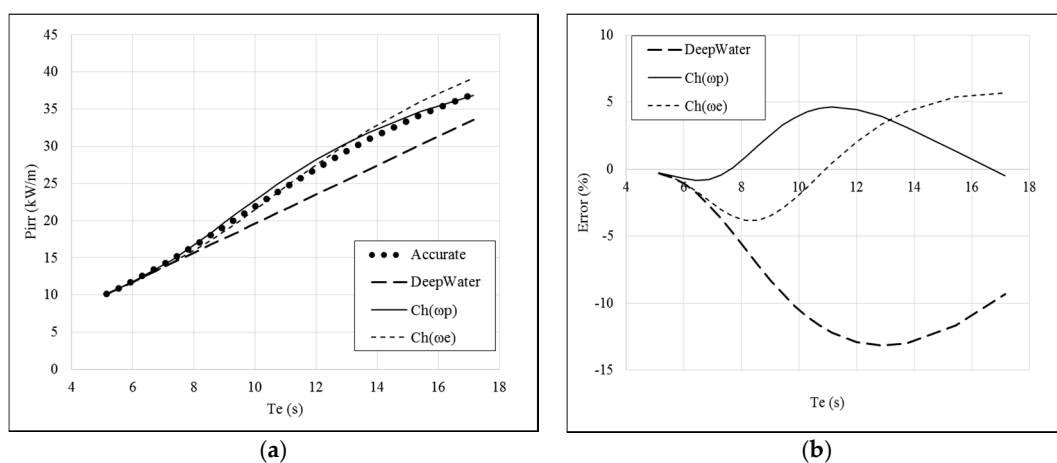 40
35
30
25
20
15
10
5
0
Pirr (kW/m)
Accurate
DeepWater
Ch(ωp)
Ch(ωe)
4 6 8 10 12 14 16 18
Te (s)
(a)
10
5
0
-5
-10
-15
Error (%)
DeepWater
Ch(ωp)
Ch(ωe)
4 6 8 10 12 14 16 18
Te (s)
(b)